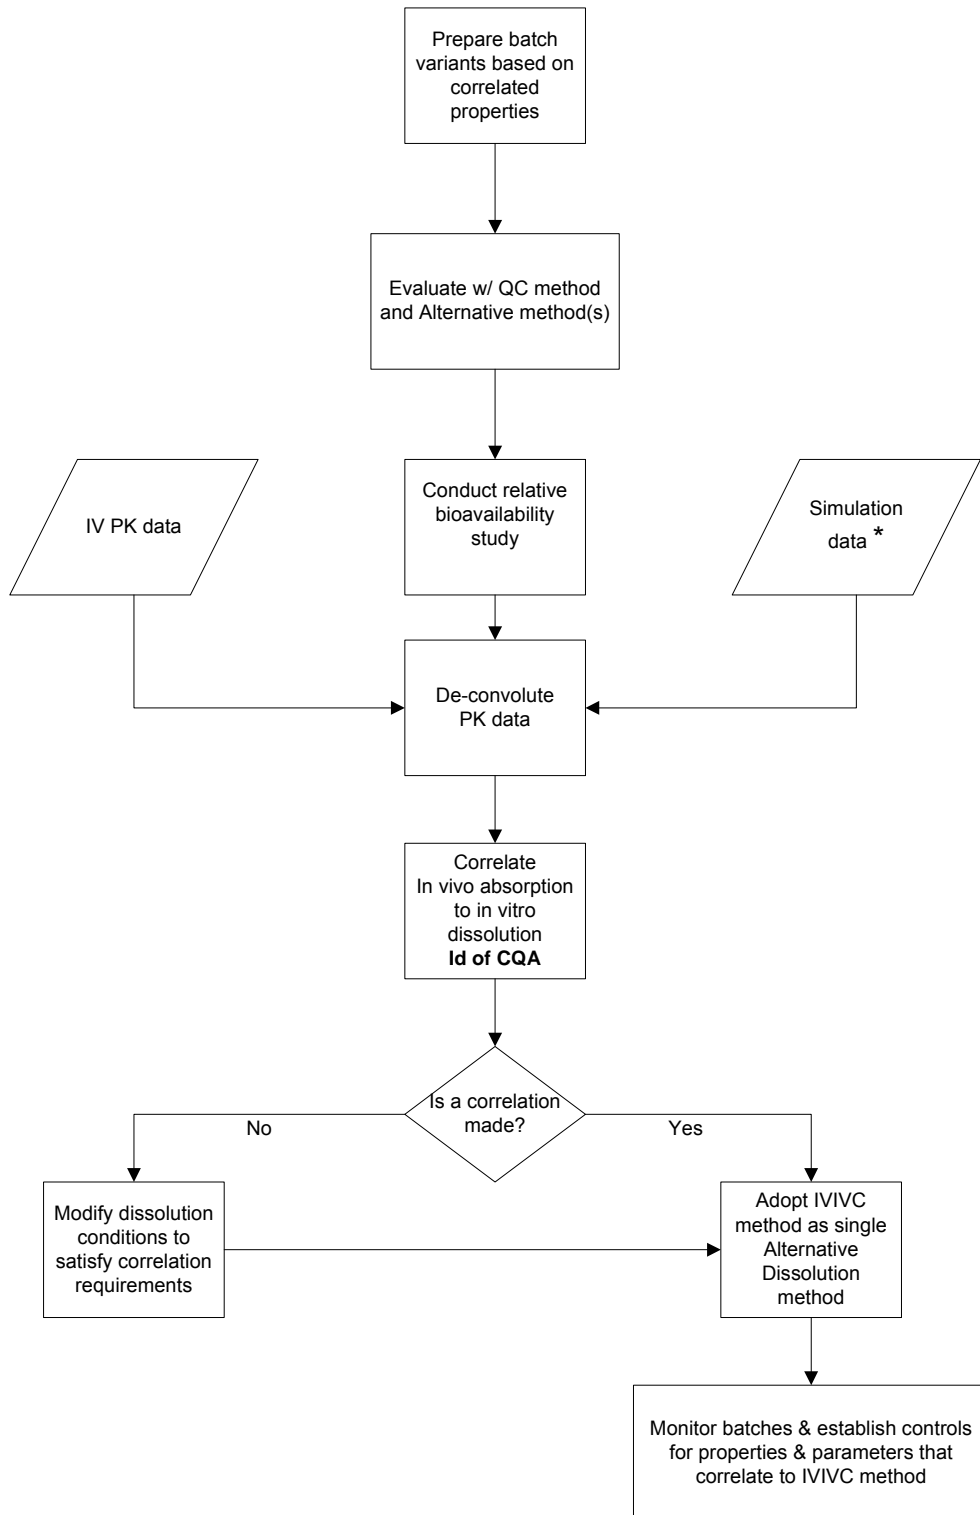 Prepare batch
variants based on
correlated
properties
Evaluate w/ QC method
and Alternative method(s)
IV PK data
Conduct relative
bioavailability
study
Simulation
data *
De-convolute
PK data
Correlate
In vivo absorption
to in vitro
dissolution
Id of CQA
Is a correlation
made?
No
Yes
Modify dissolution
conditions to
satisfy correlation
requirements
Adopt IVIVC
method as single
Alternative
Dissolution
method
Monitor batches & establish controls
for properties & parameters that
correlate to IVIVC method